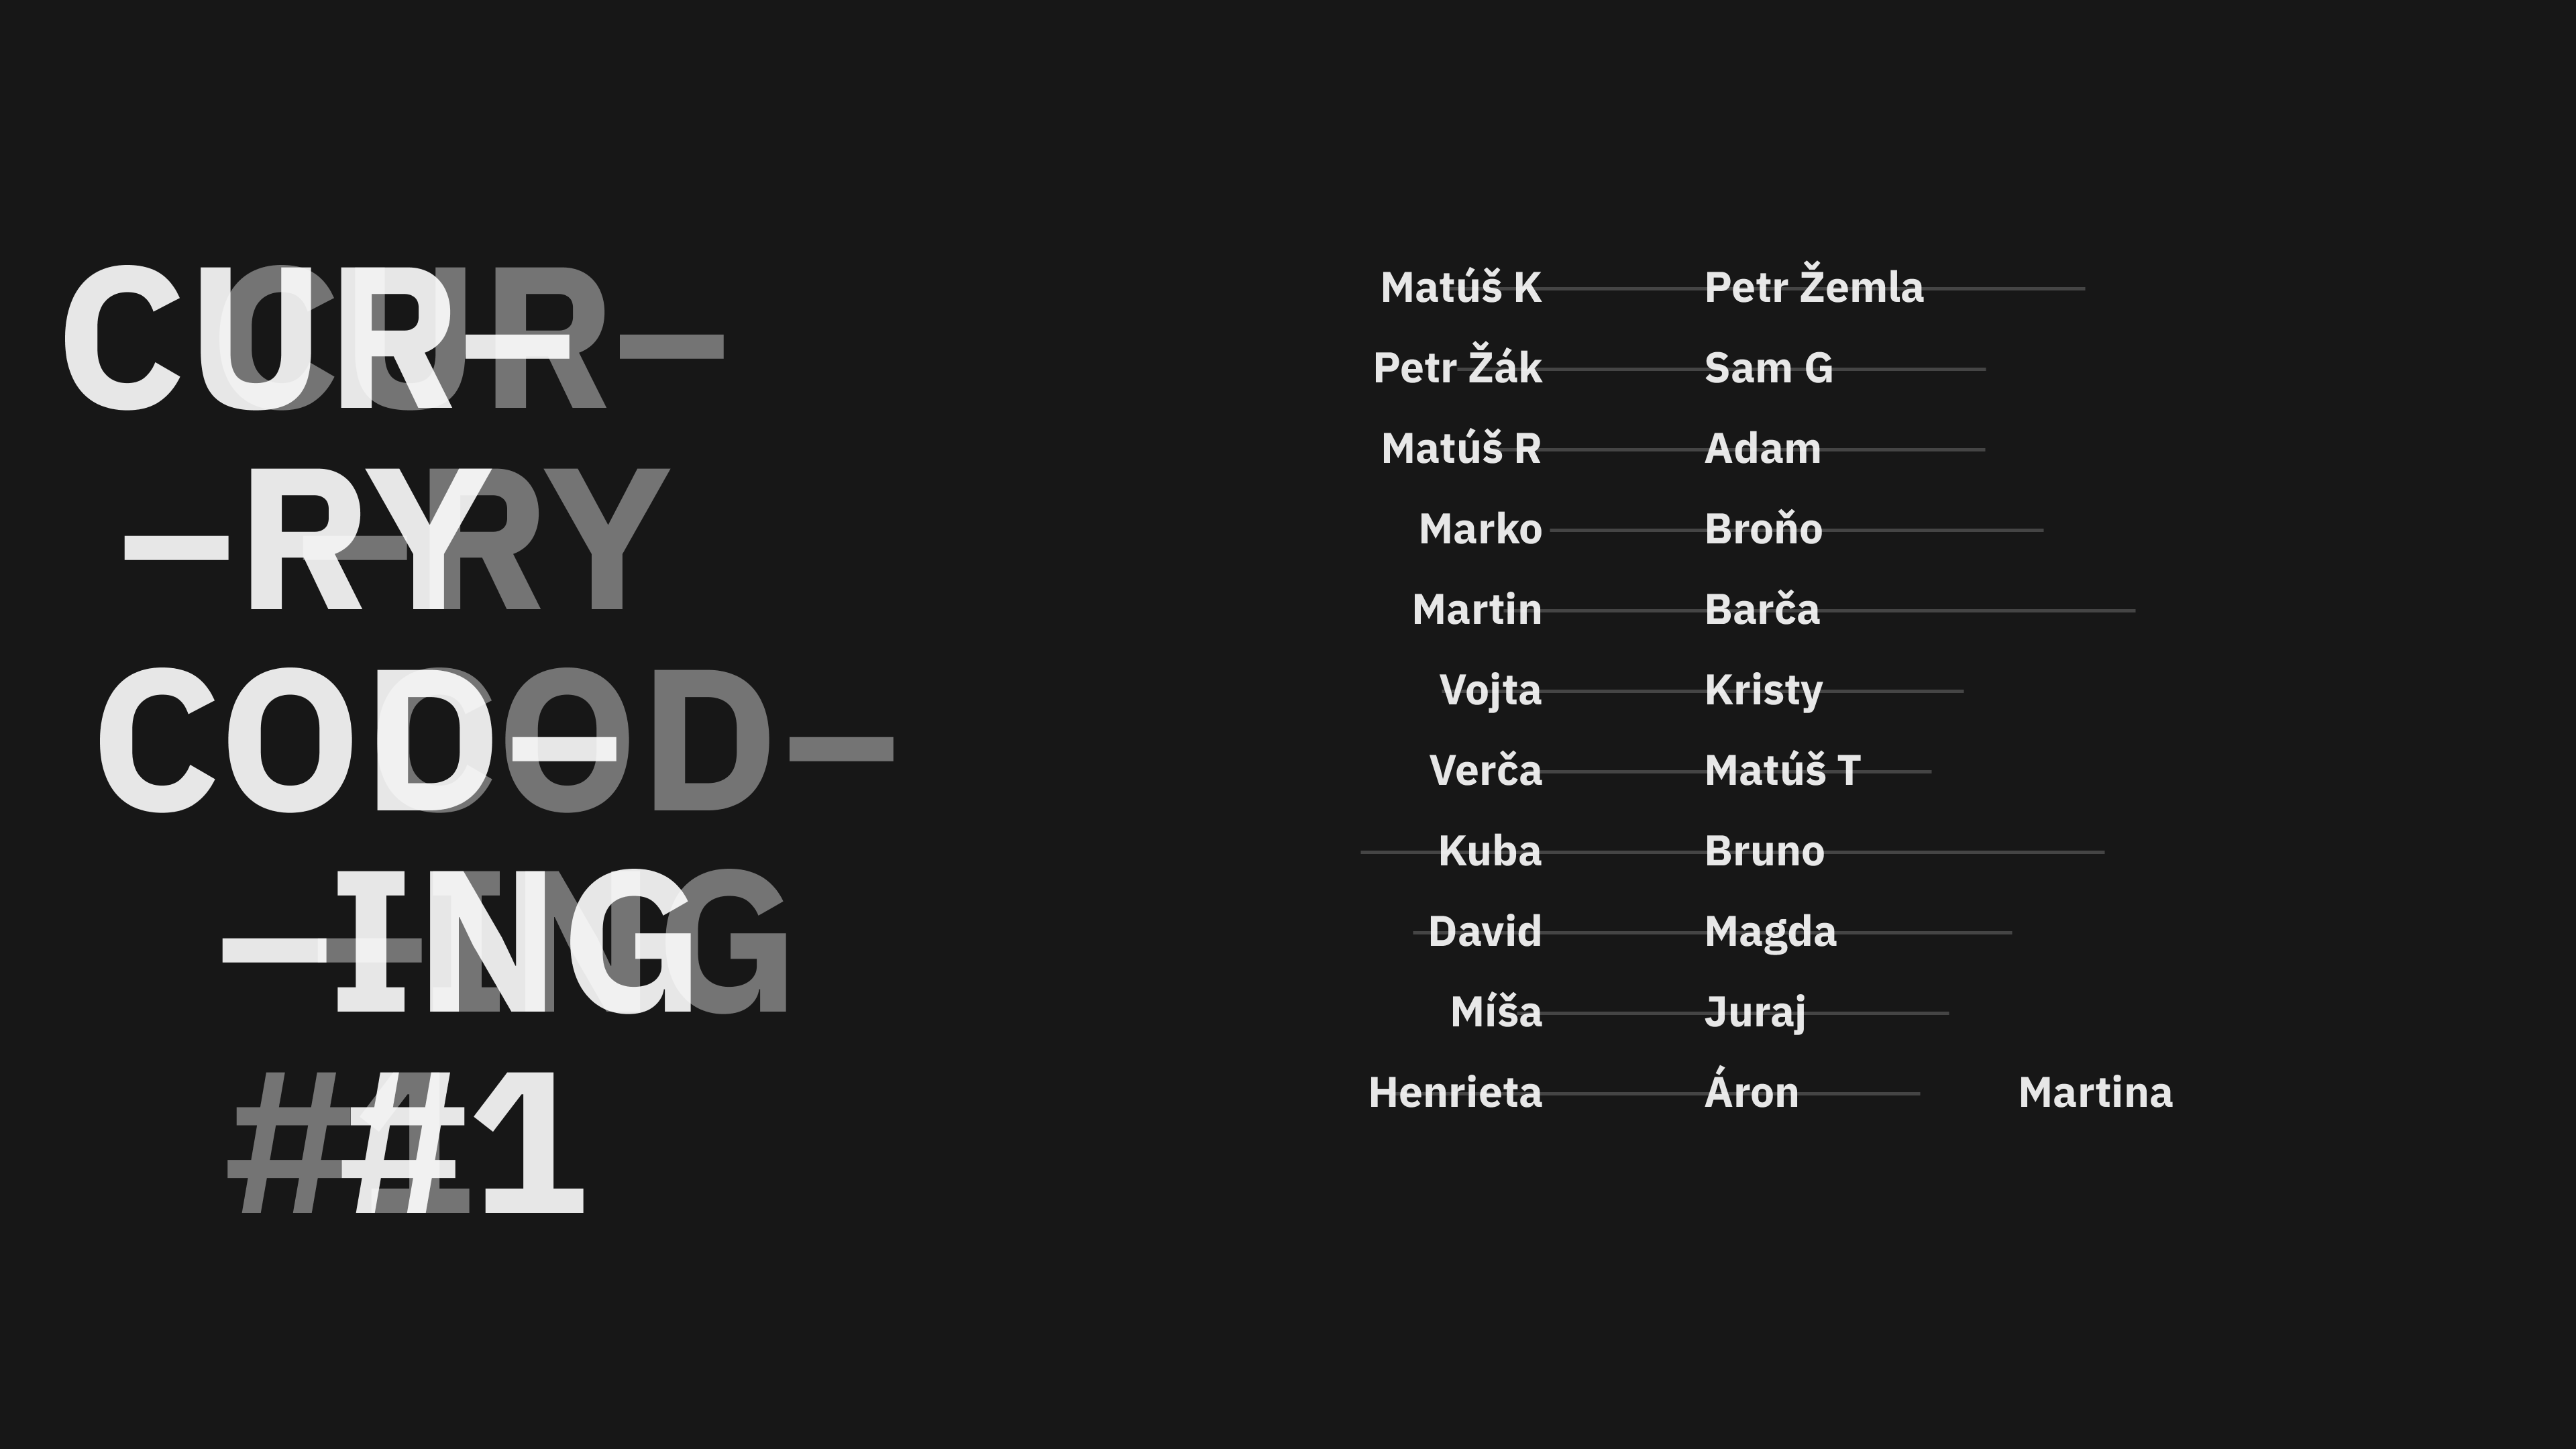 CUR–
–RY
COD–
–ING
#1
Matúš K Petr Žemla
Petr Žák Sam G
Matúš R Adam
Marko Broňo
Martin Barča
Vojta Kristy
Verča Matúš T
Kuba Bruno
David Magda
Míša Juraj
Henrieta Áron Martina